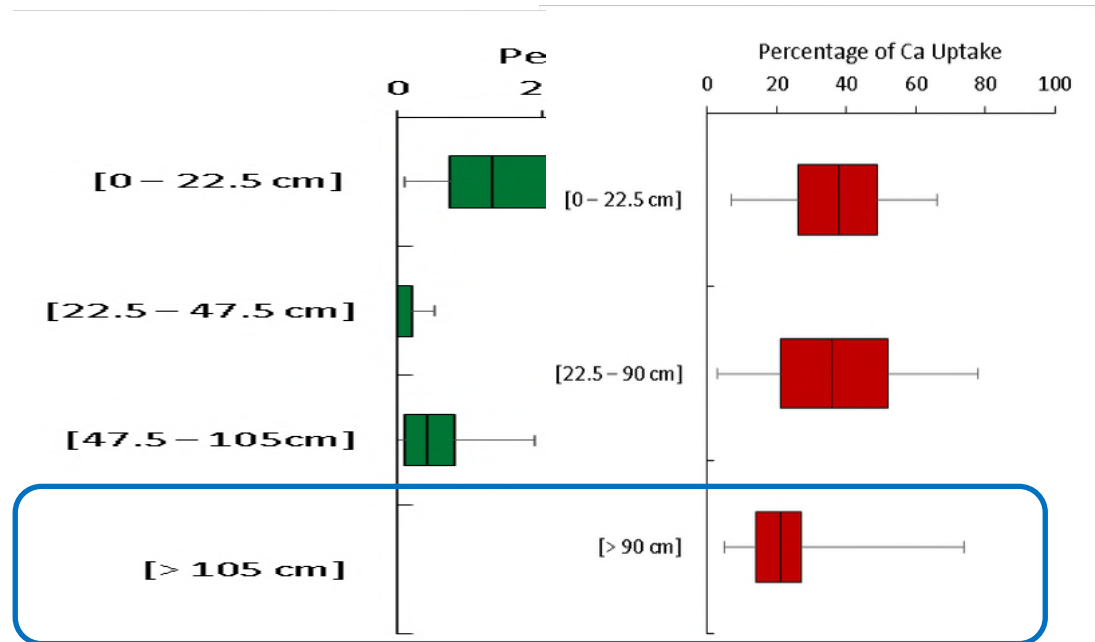 Pe
0 2
[0 – 22.5 cm]
[22.5 – 47.5 cm]
[47.5 – 105cm]
[> 105 cm]
Percentage of Ca Uptake
0 20 40 60 80 100
[0 – 22.5 cm]
[22.5 – 90 cm]
[> 90 cm]